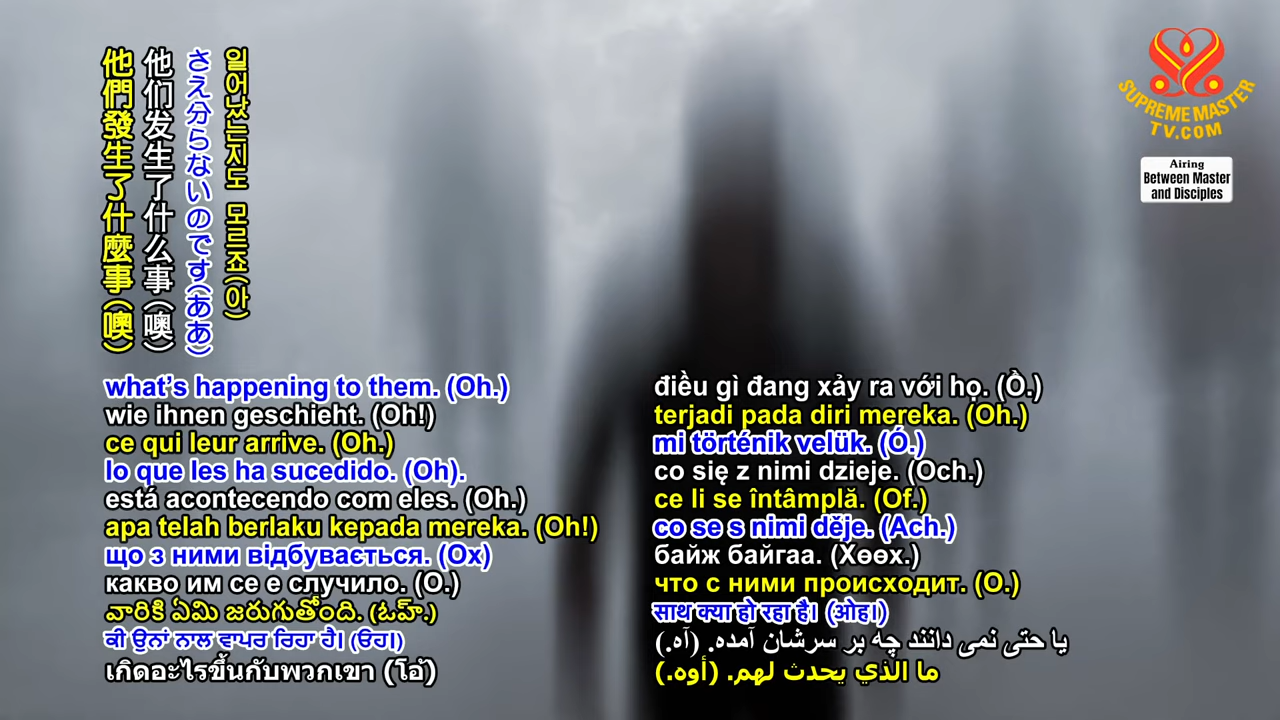 他們發生了什麼事（噢）
他们发生了什么事（噢）
さえ分らないのです(ああ)
일어났는지도 모르죠(아)
SUPREME MASTER
TV.COM
Airing
Between Master
and Disciples
what's happening to them. (Oh.)
wie ihnen geschieht. (Oh!)
ce qui leur arrive. (Oh.)
lo que les ha sucedido. (Oh).
está acontecendo com eles. (Oh.)
apa telah berlaku kepada mereka. (Oh!)
що з ними відбувається. (Ох)
какво им се е случило. (О.)
వారికి ఏమి జరుగుతోంది. (ఓహ్.)
ਕੀ ਉਨਾਂ ਨਾਲ ਵਾਪਰ ਰਿਹਾ ਹੈ। (ਓਹ।)
เกิดอะไรขึ้นกับพวกเขา (โอ้)
điều gì đang xảy ra với họ. (Ồ.)
terjadi pada diri mereka. (Oh.)
mi történik velük. (Ó.)
co się z nimi dzieje. (Och.)
ce li se întâmplă. (Of.)
co se s nimi děje. (Ach.)
байж байгаа. (Хөөх.)
что с ними происходит. (О.)
साथ क्या हो रहा है। (ओह।)
یا حتی نمی دانند چه بر سرشان آمده. (آه.)
ما الذي يحدث لهم. (أوه.)